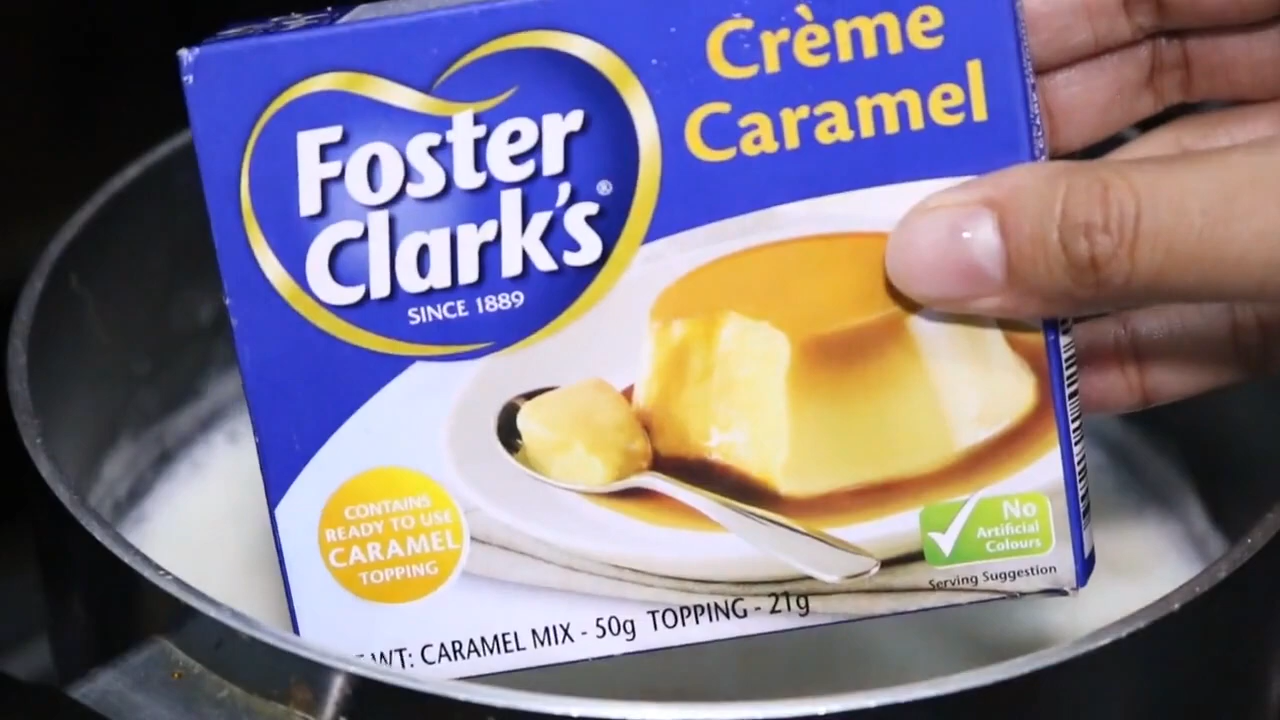 Crème
Caramel
Foster
Clark's®
SINCE 1889
CONTAINS
READY TO USE
CARAMEL
TOPPING
No
Artificial
Colours
Serving Suggestion
WT: CARAMEL MIX - 50g TOPPING - 21g